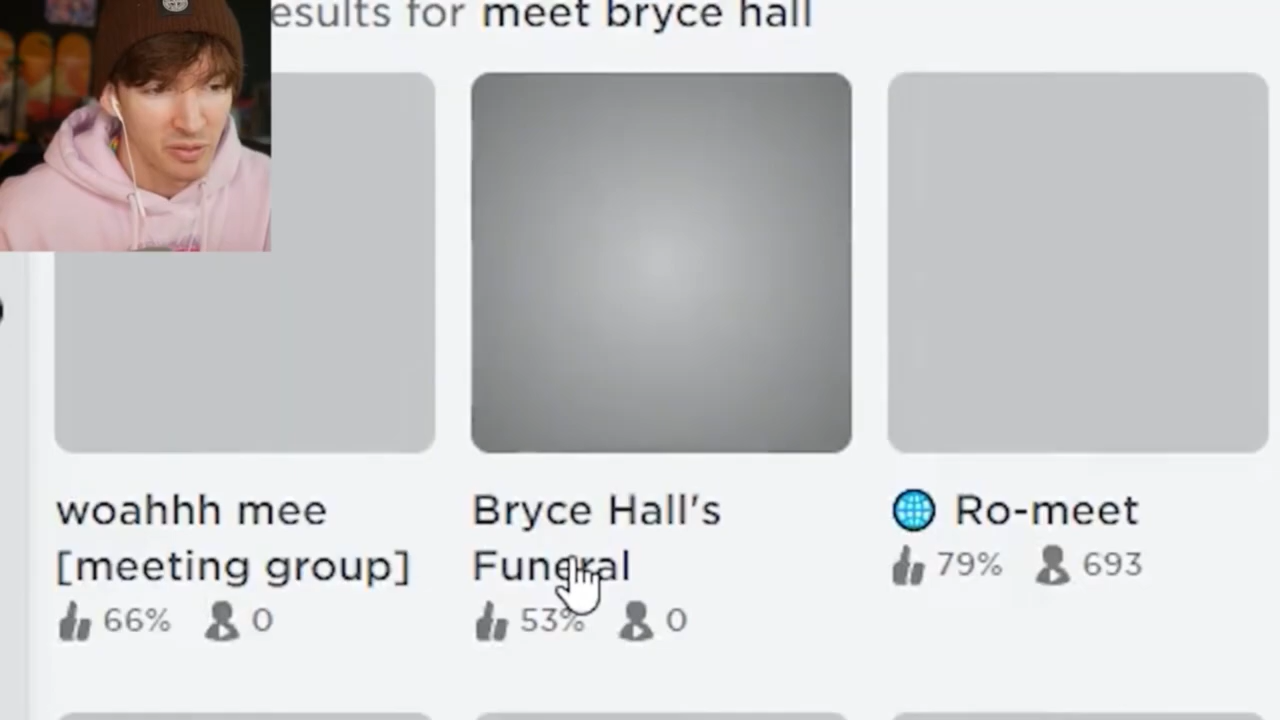 esults for meet bryce hall
woahhh mee
[meeting group]
66% 0
Bryce Hall's
Funeral
53% 0
Ro-meet
79% 693